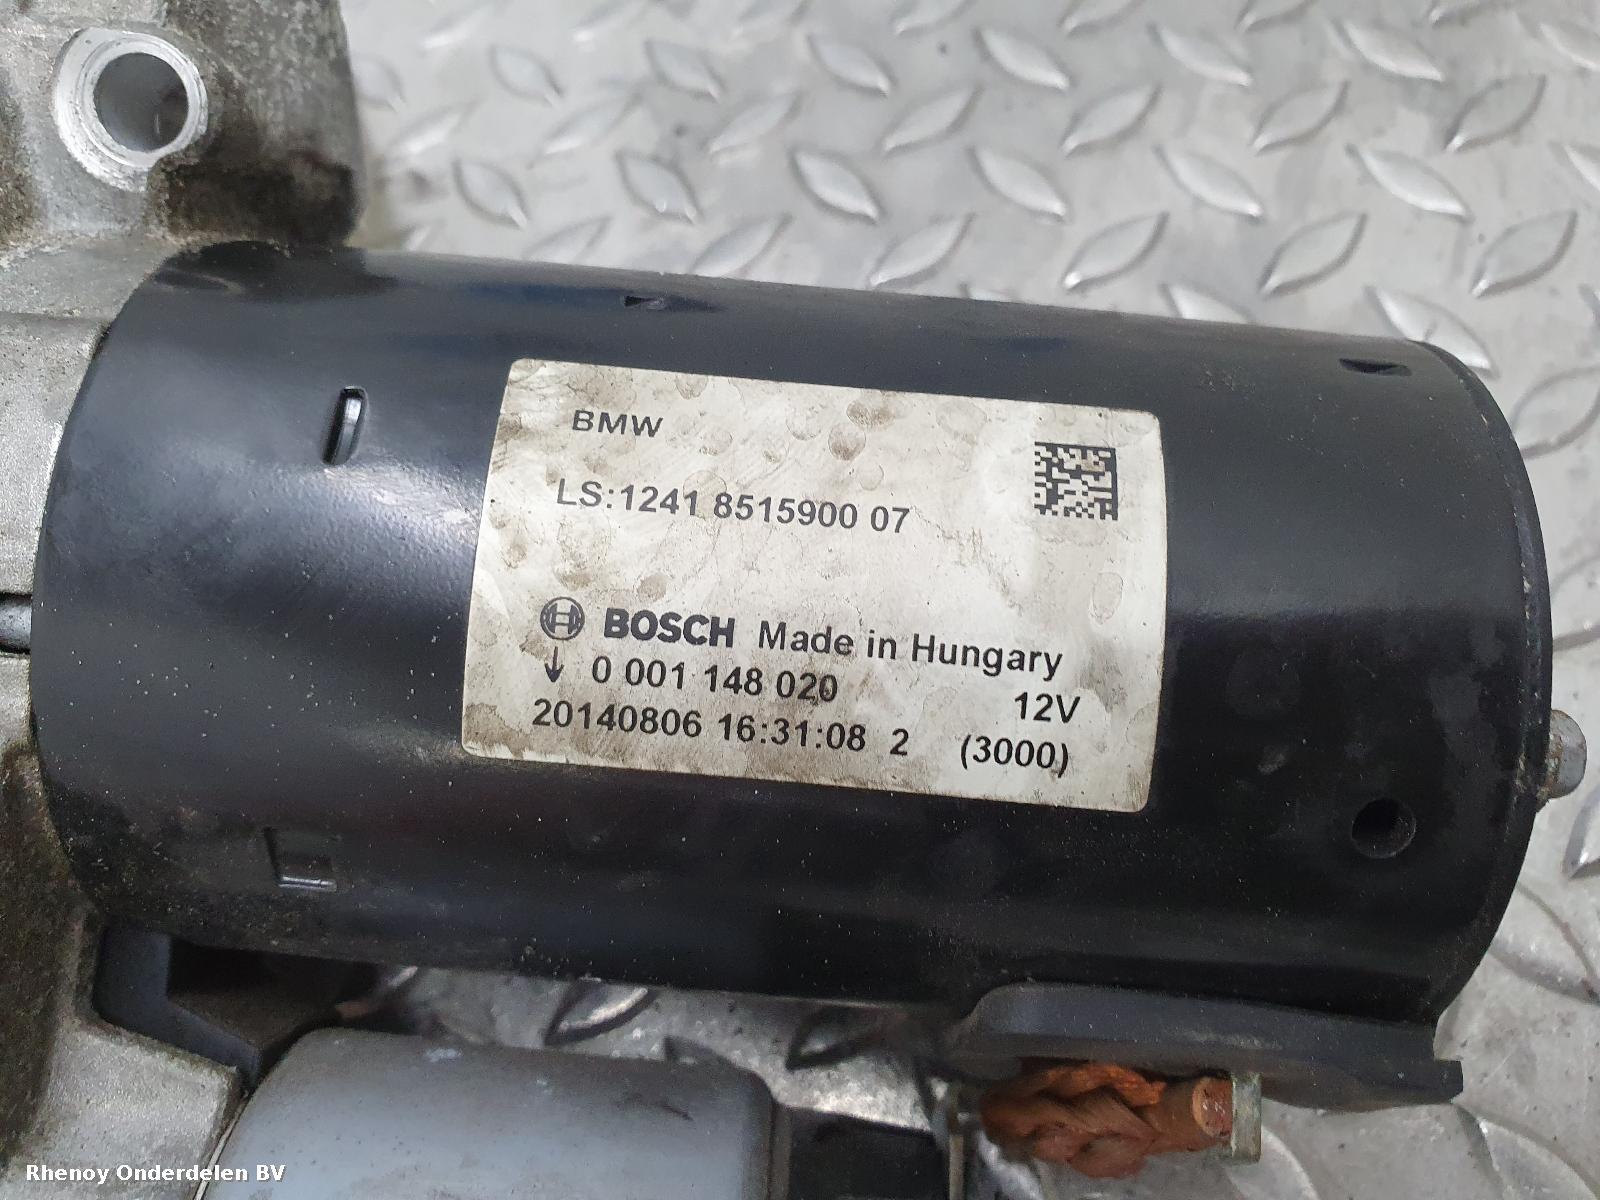 BMW
LS:1241 8515900 07
BOSCH Made in Hungary
0 001 148 020 12V
20140806 16:31:08 2 (3000)
Rhenoy Onderdelen BV